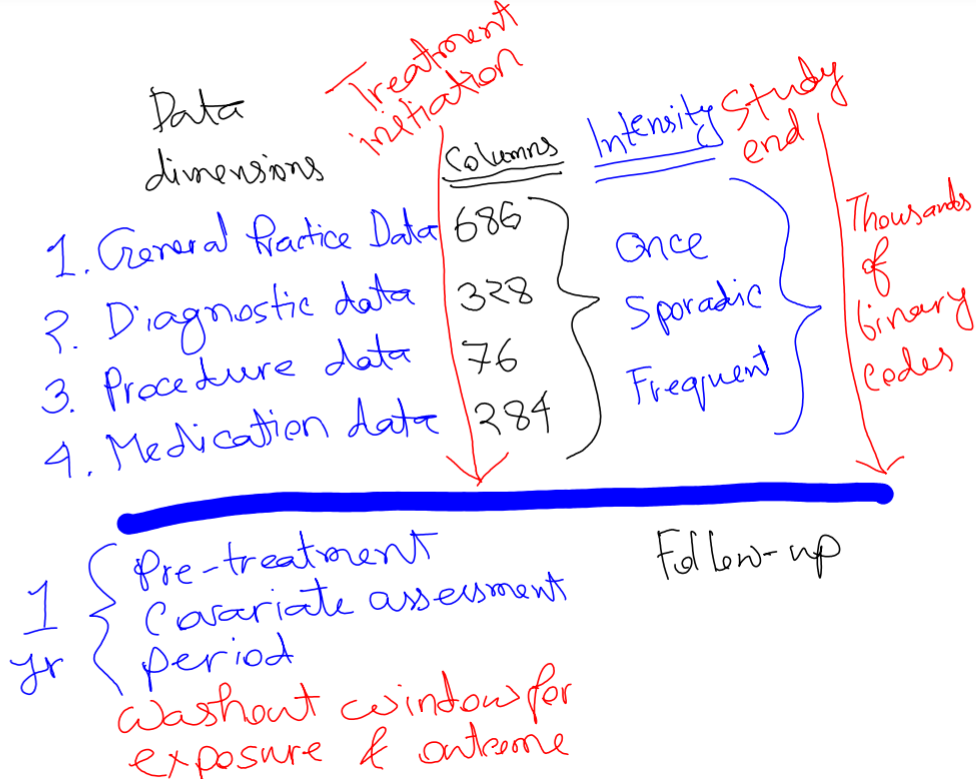 Treatment
initiation
Data
dimensions
Columns
Intensity
Study
end
1. General Practice Data 686
2. Diagnostic data 328
3. Procedure data 76
4. Medication data 284
Once
Sporadic
Frequent
Thousands
of
binary
codes
1
yr
Pre-treatment
Covariate assessment
period
Follow-up
Washout window for
exposure & outcome